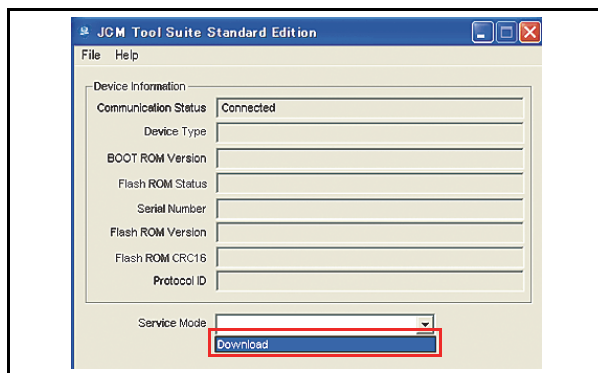 JCM Tool Suite Standard Edition
File Help
Device Information
Communication Status Connected
Device Type
BOOT ROM Version
Flash ROM Status
Serial Number
Flash ROM Version
Flash ROM CRC16
Protocol ID
Service Mode
Download